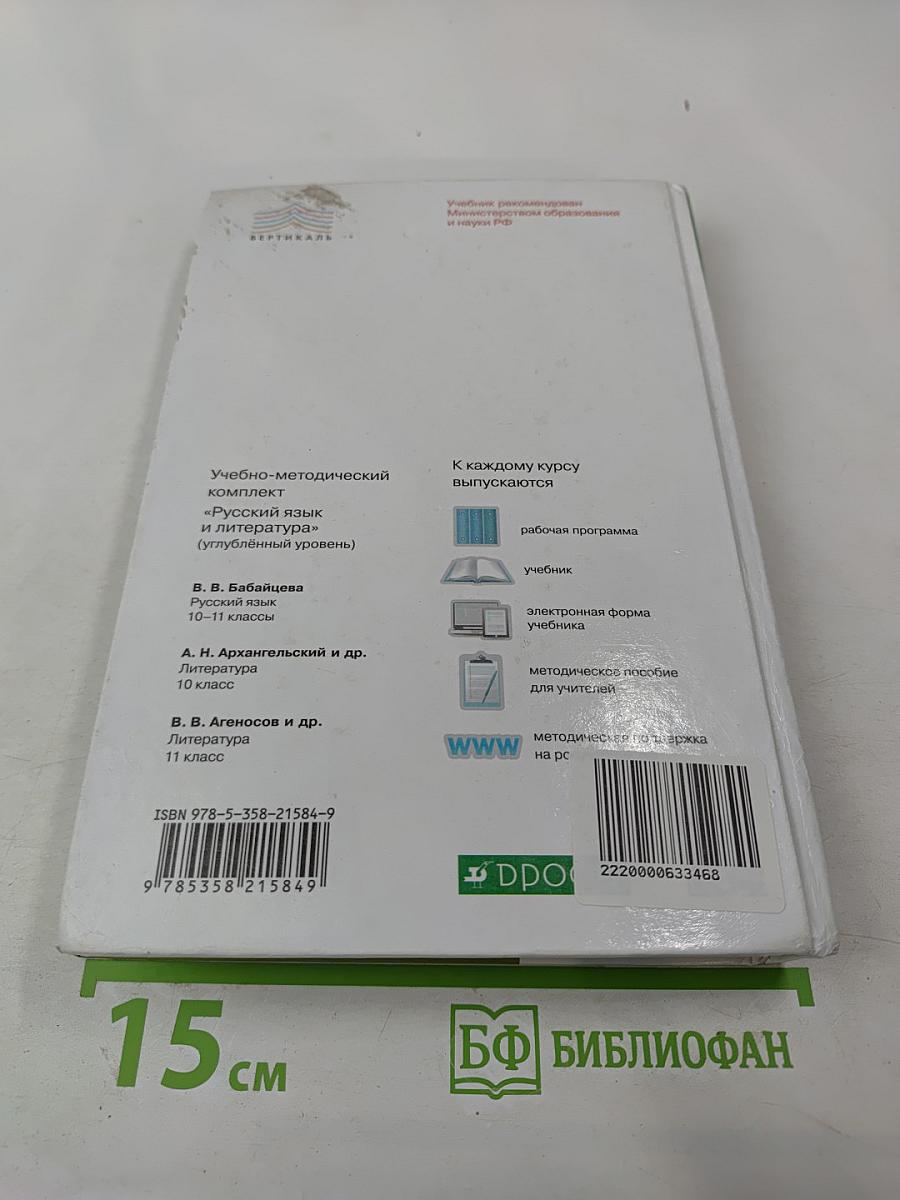 ВЕРТИКАЛЬ
Учебник рекомендован
Министерством образования
и науки РФ
Учебно-методический
комплект
«Русский язык
и литература»
(углублённый уровень)
В. В. Бабайцева
Русский язык
10–11 классы
А. Н. Архангельский и др.
Литература
10 класс
В. В. Агеносов и др.
Литература
11 класс
К каждому курсу
выпускаются
рабочая программа
учебник
электронная форма
учебника
методическое пособие
для учителей
www
методическая поддержка
на
ISBN 978-5-358-21584-9
9 785358 215849
2220000633468
15 см
БФ БИБЛИОФАН